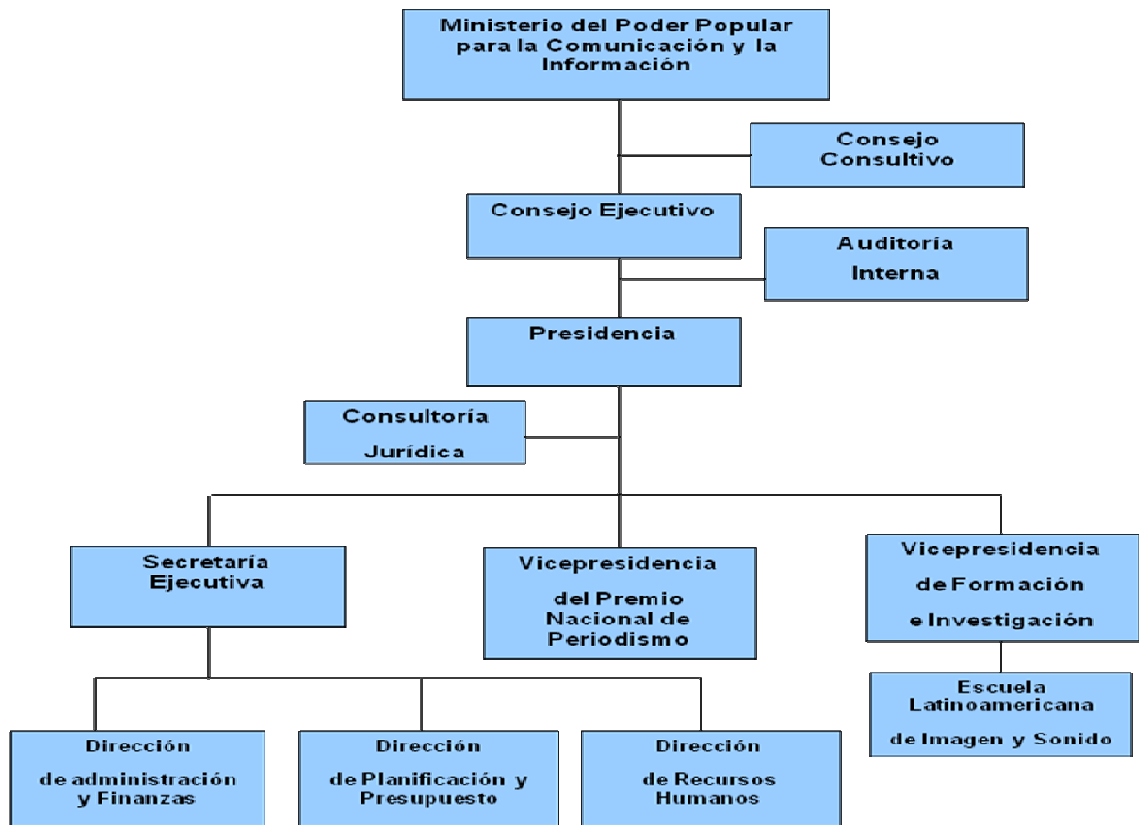 Ministerio del Poder Popular
para la Comunicación y la
Información
Consejo
Consultivo
Consejo Ejecutivo
Auditoría
Interna
Presidencia
Consultoría
Jurídica
Secretaría
Ejecutiva
Vicepresidencia
del Premio
Nacional de
Periodismo
Vicepresidencia
de Formación
e Investigación
Escuela
Latinoamericana
de Imagen y Sonido
Dirección
de administración
y Finanzas
Dirección
de Planificación y
Presupuesto
Dirección
de Recursos
Humanos